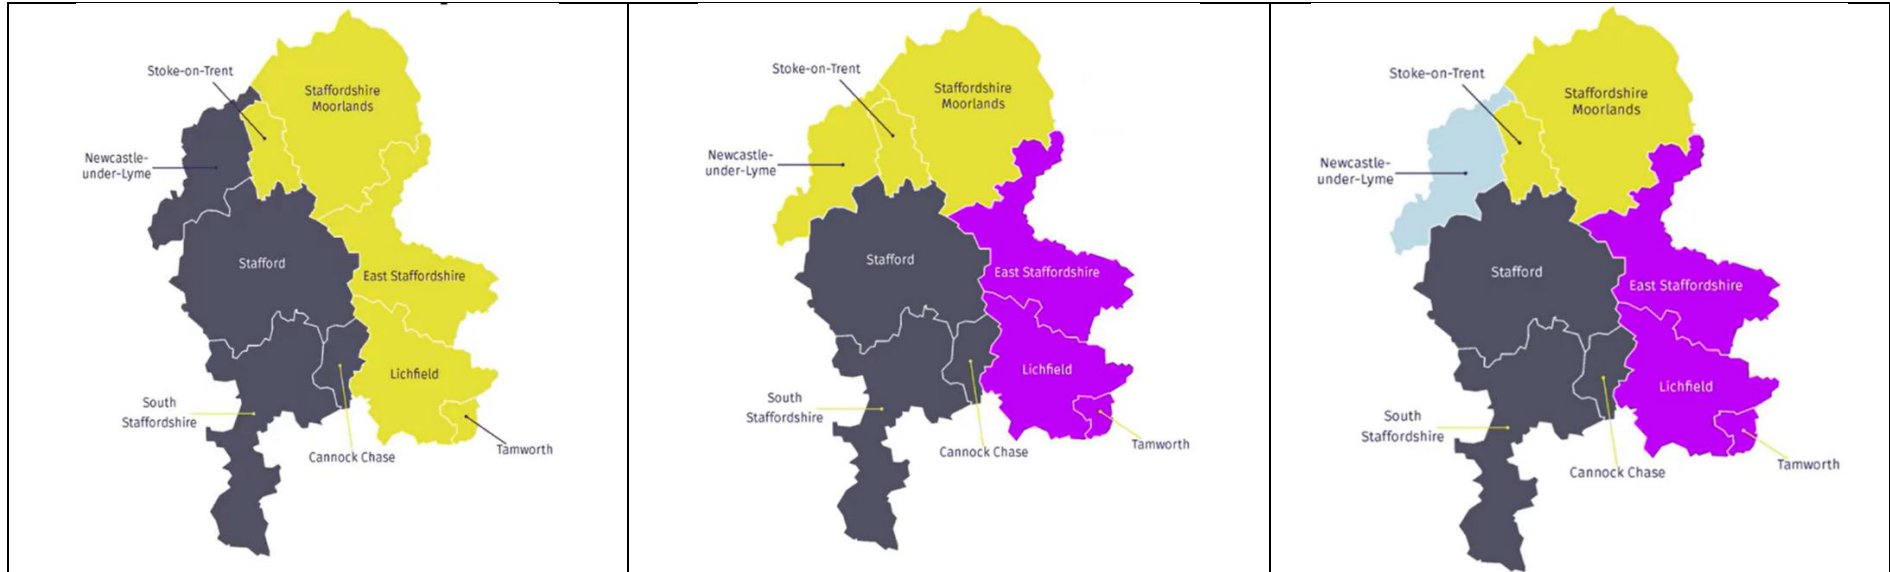 Stoke-on-Trent
Staffordshire
Moorlands
Newcastle-
under-Lyme
Stafford
East Staffordshire
Lichfield
South
Staffordshire
Cannock Chase
Tamworth
Stoke-on-Trent
Staffordshire
Moorlands
Newcastle-
under-Lyme
Stafford
East Staffordshire
Lichfield
South
Staffordshire
Cannock Chase
Tamworth
Stoke-on-Trent
Staffordshire
Moorlands
Newcastle-
under-Lyme
Stafford
East Staffordshire
Lichfield
South
Staffordshire
Cannock Chase
Tamworth